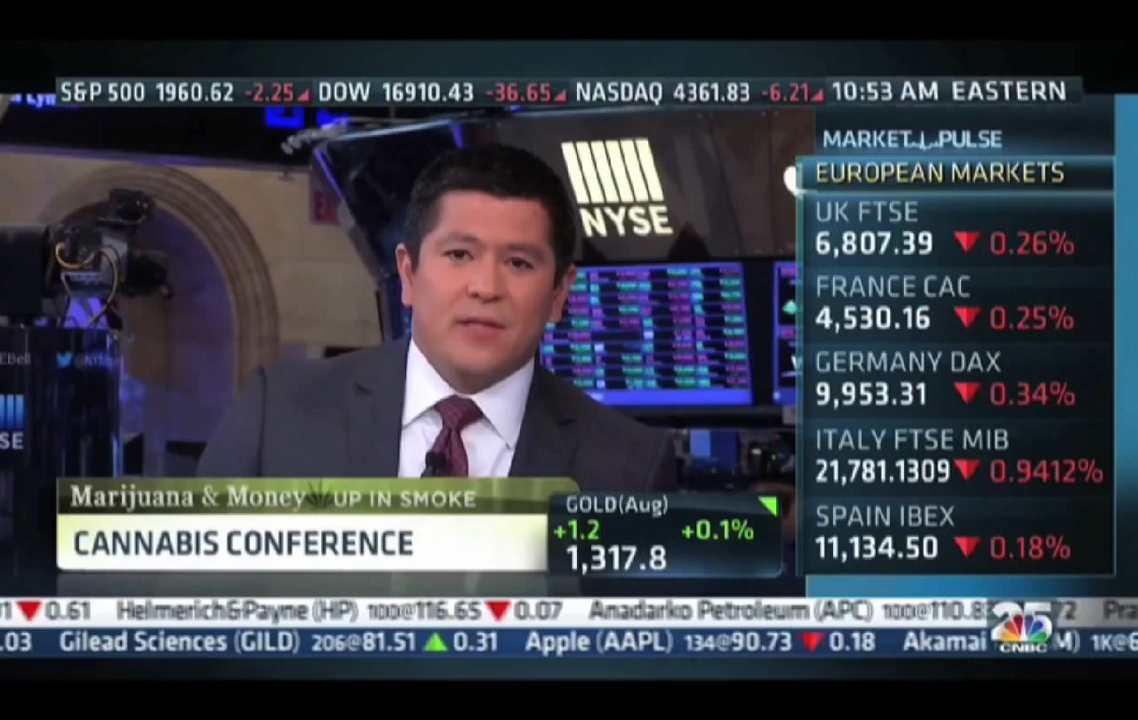 S&P 500 1960.62 -2.25 DOW 16910.43 -36.65 NASDAQ 4361.83 -6.21 10:53 AM EASTERN
MARKET PULSE
EUROPEAN MARKETS
UK FTSE
6,807.39 0.26%
FRANCE CAC
4,530.16 0.25%
GERMANY DAX
9,953.31 0.34%
ITALY FTSE MIB
21,781.1309 0.9412%
SPAIN IBEX
11,134.50 0.18%
NYSE
Marijuana & Money UP IN SMOKE
CANNABIS CONFERENCE
GOLD(Aug)
+1.2 +0.1%
1,317.8
0.61 Helmerich&Payne (HP) 100@116.65 0.07 Anadarko Petroleum (APC)
.03 Gilead Sciences (GILD) 206@81.51 0.31 Apple (AAPL) 134@90.73 0.18 Akamai
25
CNBC